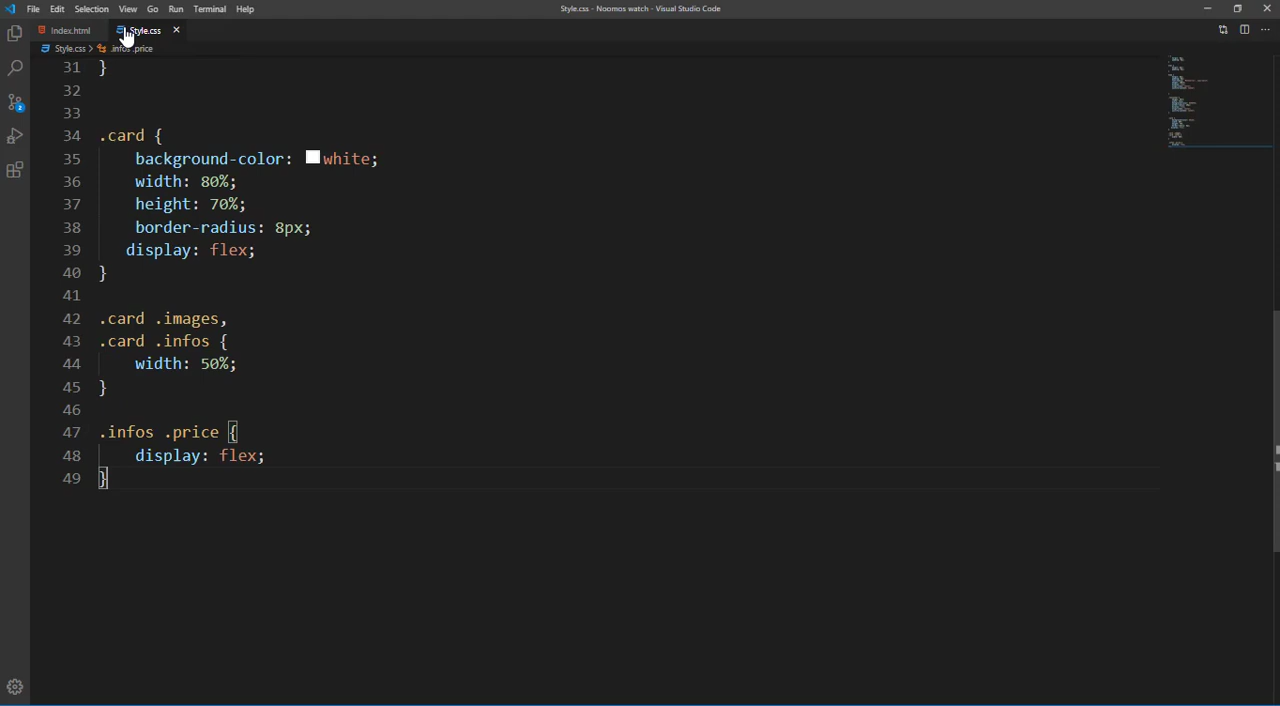 File Edit Selection View Go Run Terminal Help
Style.css - Noomos watch - Visual Studio Code
Index.html
Style.css
Style.css > .infos .price
31 }
32
33
34 .card {
35 background-color: white;
36 width: 80%;
37 height: 70%;
38 border-radius: 8px;
39 display: flex;
40 }
41
42 .card .images,
43 .card .infos {
44 width: 50%;
45 }
46
47 .infos .price {
48 display: flex;
49 }
2